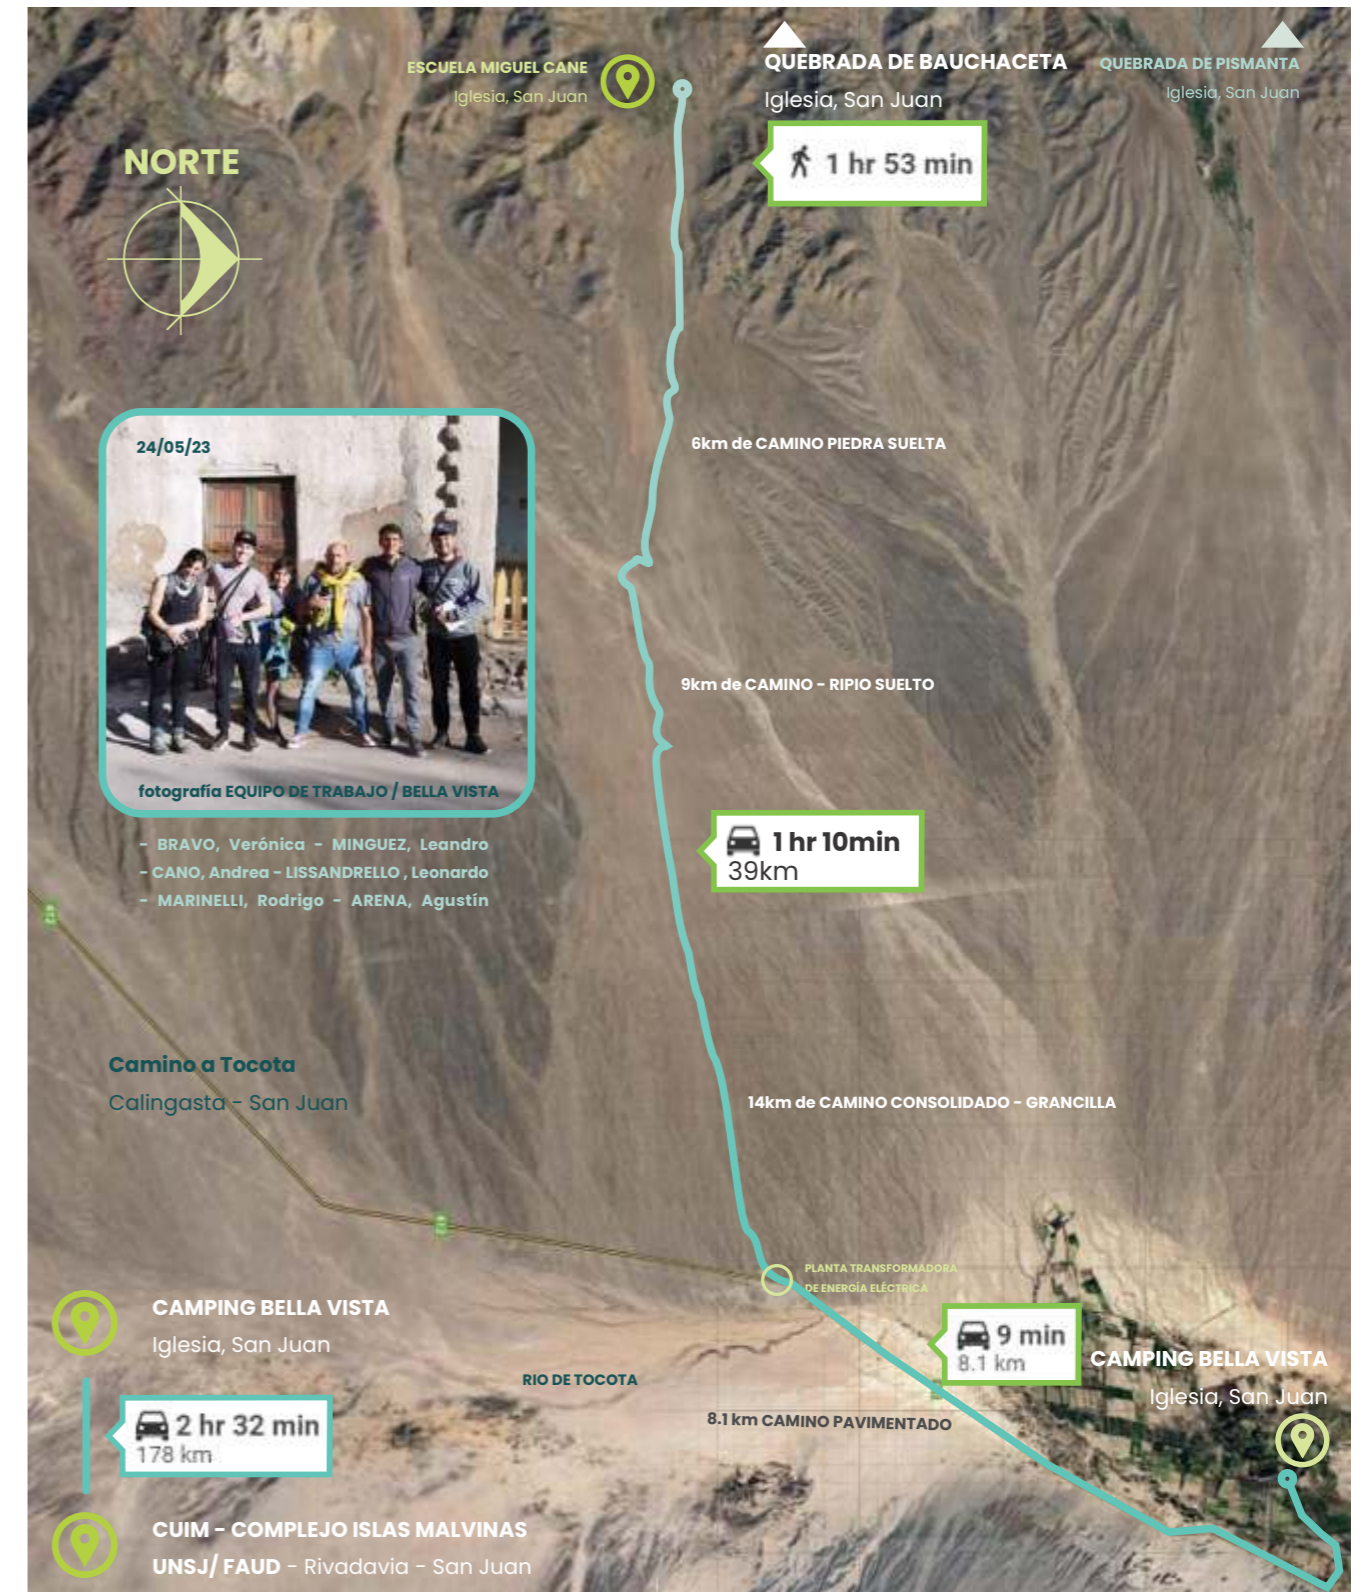 ESCUELA MIGUEL CANE
Iglesia, San Juan
QUEBRADA DE BAUCHACETA
Iglesia, San Juan
QUEBRADA DE PISMANTA
Iglesia, San Juan
1 hr 53 min
NORTE
24/05/23
fotografía EQUIPO DE TRABAJO / BELLA VISTA
- BRAVO, Verónica - MINGUEZ, Leandro
- CANO, Andrea - LISSANDRELLO , Leonardo
- MARINELLI, Rodrigo - ARENA, Agustín
6km de CAMINO PIEDRA SUELTA
9km de CAMINO - RIPIO SUELTO
1 hr 10min
39km
Camino a Tocota
Calingasta - San Juan
14km de CAMINO CONSOLIDADO - GRANCILLA
PLANTA TRANSFORMADORA
DE ENERGÍA ELÉCTRICA
9 min
8.1 km
CAMPING BELLA VISTA
Iglesia, San Juan
RIO DE TOCOTA
8.1 km CAMINO PAVIMENTADO
CAMPING BELLA VISTA
Iglesia, San Juan
2 hr 32 min
178 km
CUIM - COMPLEJO ISLAS MALVINAS
UNSJ/ FAUD - Rivadavia - San Juan